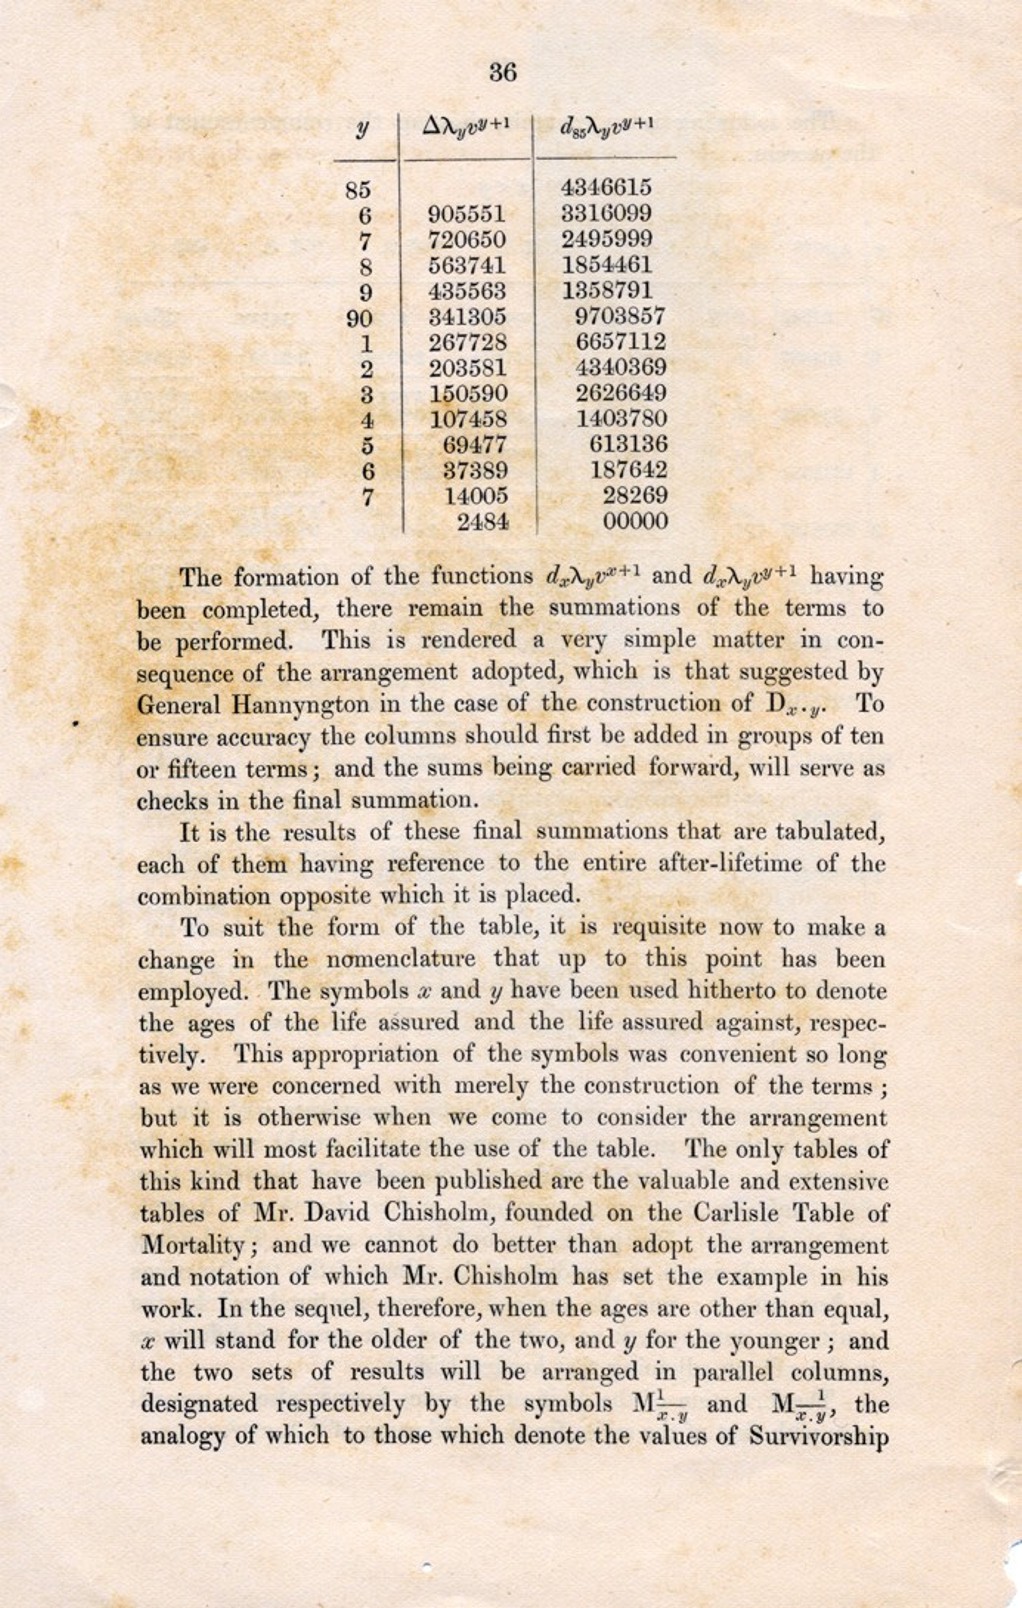 36
y Δλyvʸ⁺¹ d₈₅λyvʸ⁺¹
85 4346615
6 905551 3316099
7 720650 2495999
8 563741 1854461
9 435563 1358791
90 341305 9703857
1 267728 6657112
2 203581 4340369
3 150590 2626649
4 107458 1403780
5 69477 613136
6 37389 187642
7 14005 28269
2484 00000
The formation of the functions dₓλyvˣ⁺¹ and dₓλyvʸ⁺¹ having
been completed, there remain the summations of the terms to
be performed. This is rendered a very simple matter in con-
sequence of the arrangement adopted, which is that suggested by
General Hannyngton in the case of the construction of Dx.y. To
ensure accuracy the columns should first be added in groups of ten
or fifteen terms; and the sums being carried forward, will serve as
checks in the final summation.
It is the results of these final summations that are tabulated,
each of them having reference to the entire after-lifetime of the
combination opposite which it is placed.
To suit the form of the table, it is requisite now to make a
change in the nomenclature that up to this point has been
employed. The symbols x and y have been used hitherto to denote
the ages of the life assured and the life assured against, respec-
tively. This appropriation of the symbols was convenient so long
as we were concerned with merely the construction of the terms;
but it is otherwise when we come to consider the arrangement
which will most facilitate the use of the table. The only tables of
this kind that have been published are the valuable and extensive
tables of Mr. David Chisholm, founded on the Carlisle Table of
Mortality; and we cannot do better than adopt the arrangement
and notation of which Mr. Chisholm has set the example in his
work. In the sequel, therefore, when the ages are other than equal,
x will stand for the older of the two, and y for the younger; and
the two sets of results will be arranged in parallel columns,
designated respectively by the symbols M¹x.y and Mx.y¹, the
analogy of which to those which denote the values of Survivorship